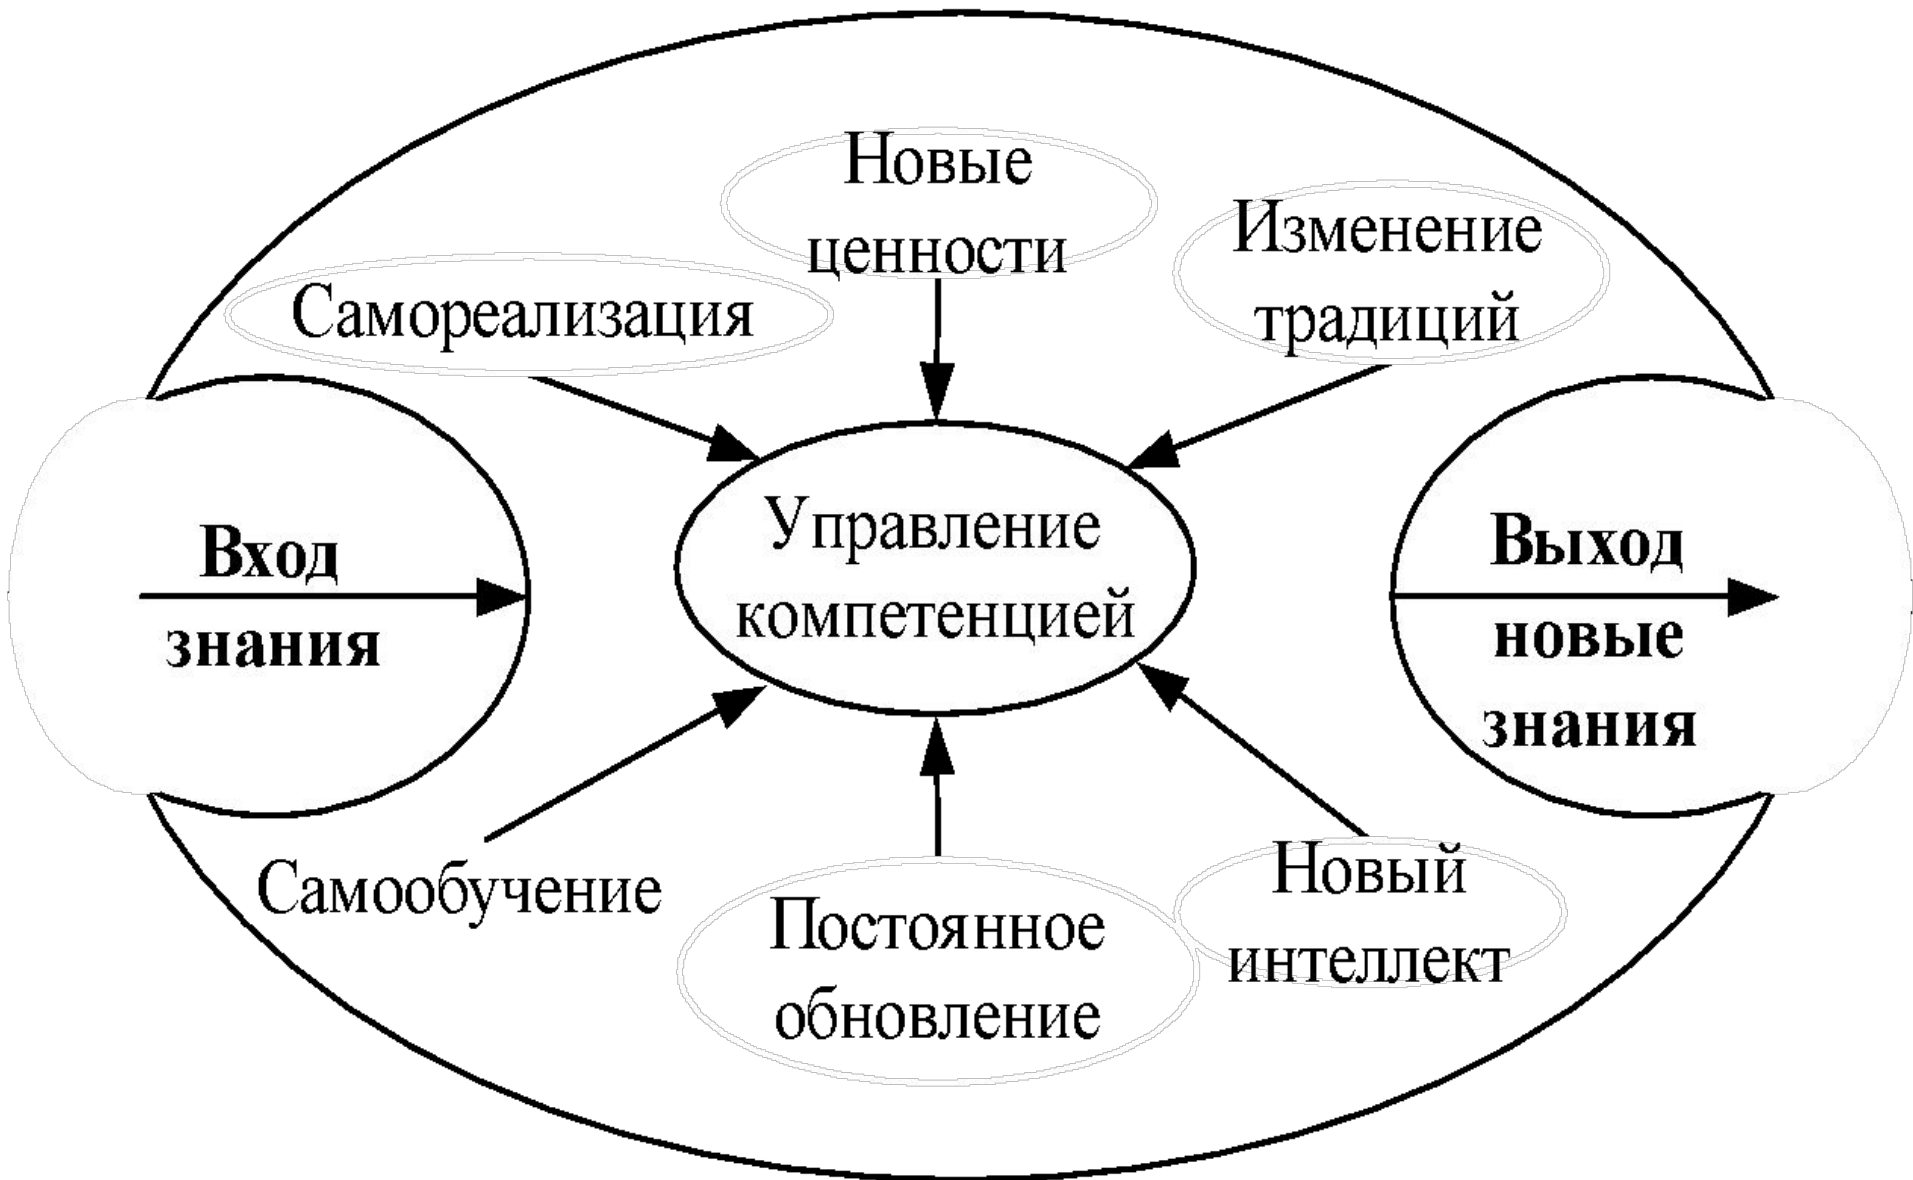 Новые
ценности
Изменение
традиций
Самореализация
Вход
знания
Управление
компетенцией
Выход
новые
знания
Самообучение
Постоянное
обновление
Новый
интеллект